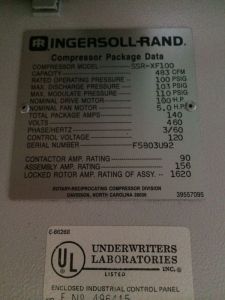 IR INGERSOLL-RAND®
Compressor Package Data
COMPRESSOR MODEL SSR-XF100
CAPACITY 483 CFM
RATED OPERATING PRESSURE 100 PSIG
MAX. DISCHARGE PRESSURE 103 PSIG
MAX. MODULATE PRESSURE 110 PSIG
NOMINAL DRIVE MOTOR 100 H.P.
NOMINAL FAN MOTOR 5.0 H.P.
TOTAL PACKAGE AMPS 140
VOLTS 460
PHASE/HERTZ 3/60
CONTROL VOLTAGE 120
SERIAL NUMBER F5803U92
CONTACTOR AMP. RATING 90
ASSEMBLY AMP. RATING 156
LOCKED ROTOR AMP. RATING OF ASSY. 1620
ROTARY-RECIPROCATING COMPRESSOR DIVISION
DAVIDSON, NORTH CAROLINA 28036 39557095
UL
LISTED
UNDERWRITERS
LABORATORIES
INC.®
ENCLOSED INDUSTRIAL CONTROL PANEL